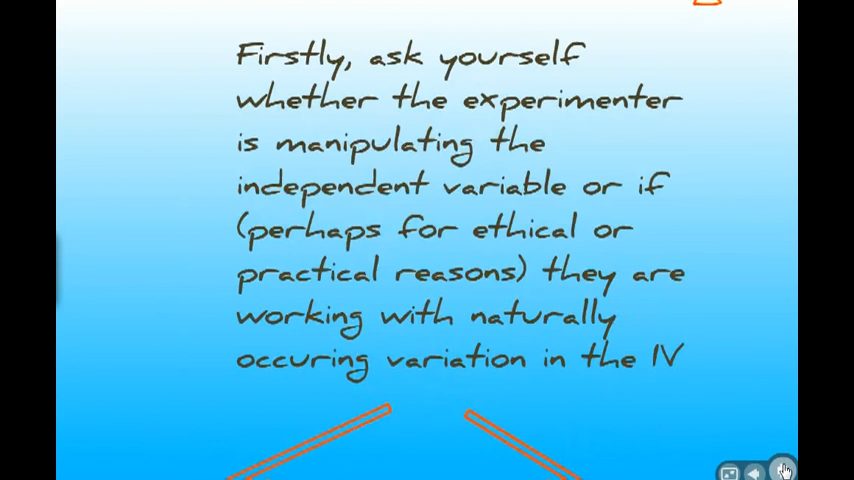 Firstly, ask yourself
whether the experimenter
is manipulating the
independent variable or if
(perhaps for ethical or
practical reasons) they are
working with naturally
occuring variation in the IV